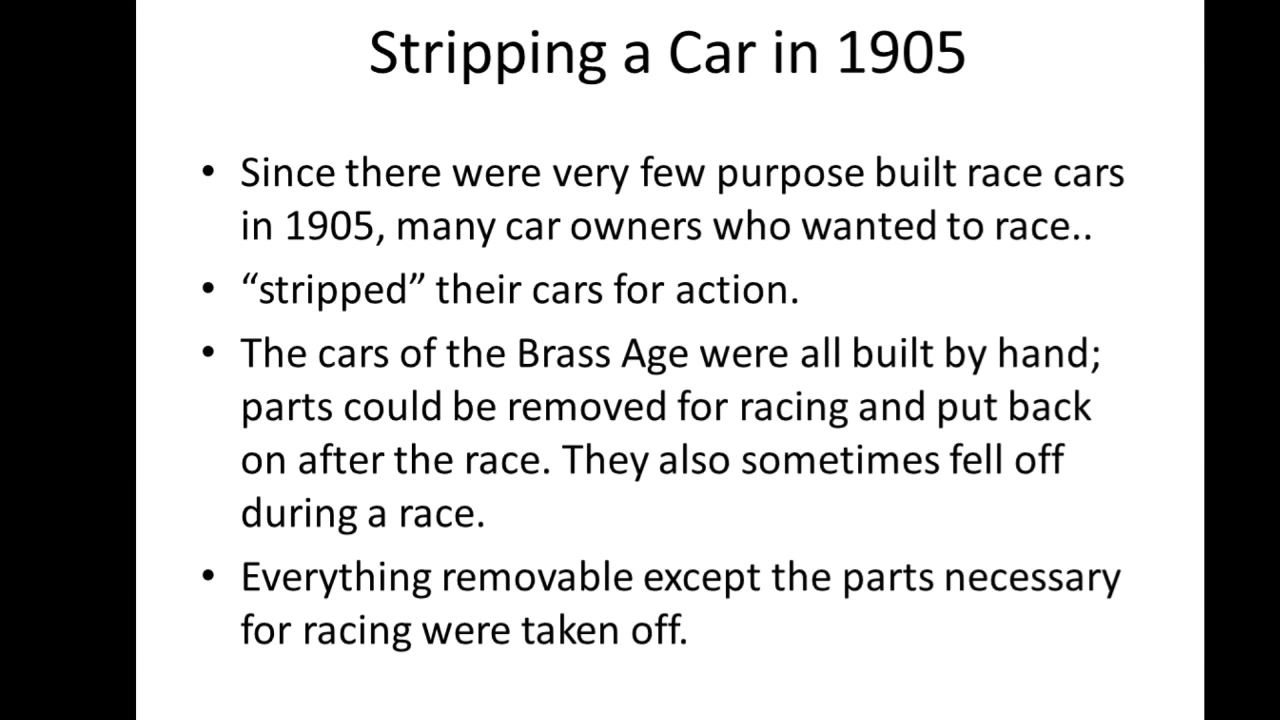 Stripping a Car in 1905
• Since there were very few purpose built race cars
in 1905, many car owners who wanted to race..
• “stripped” their cars for action.
• The cars of the Brass Age were all built by hand;
parts could be removed for racing and put back
on after the race. They also sometimes fell off
during a race.
• Everything removable except the parts necessary
for racing were taken off.